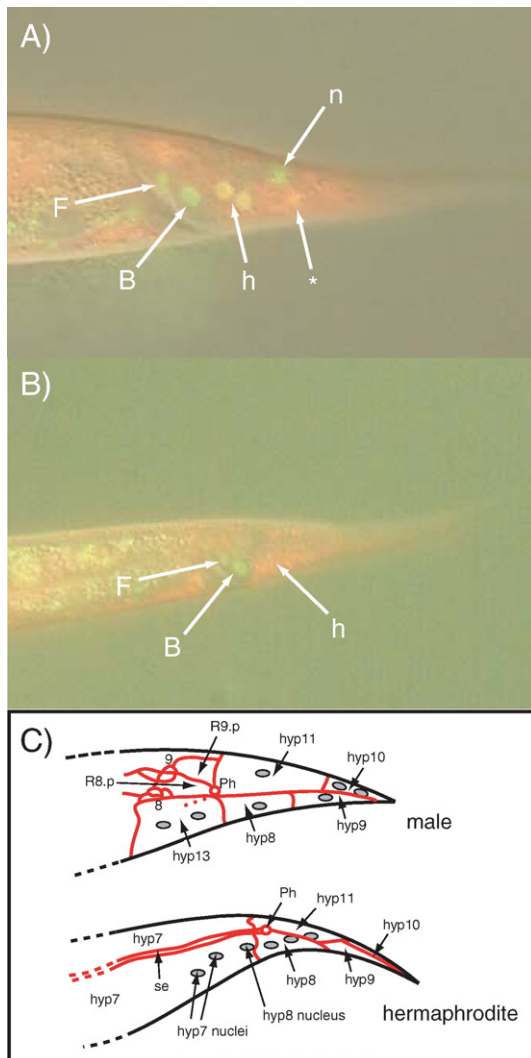 A)
n
F
B
h
*
B)
F
B
h
C)
R9.p
9
hyp11
hyp10
R8.p
Ph
8
hyp9
male
hyp13
hyp8
Ph
hyp11
hyp7
hyp10
se
hyp8
hyp9
hyp7
hyp8 nucleus
hyp7 nuclei
hermaphrodite